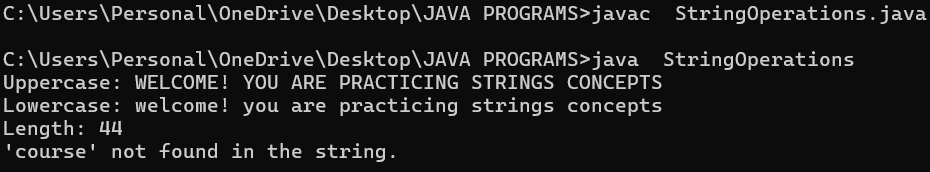 C:\Users\Personal\OneDrive\Desktop\JAVA PROGRAMS>javac  StringOperations.java
C:\Users\Personal\OneDrive\Desktop\JAVA PROGRAMS>java  StringOperations
Uppercase: WELCOME! YOU ARE PRACTICING STRINGS CONCEPTS
Lowercase: welcome! you are practicing strings concepts
Length: 44
'course' not found in the string.